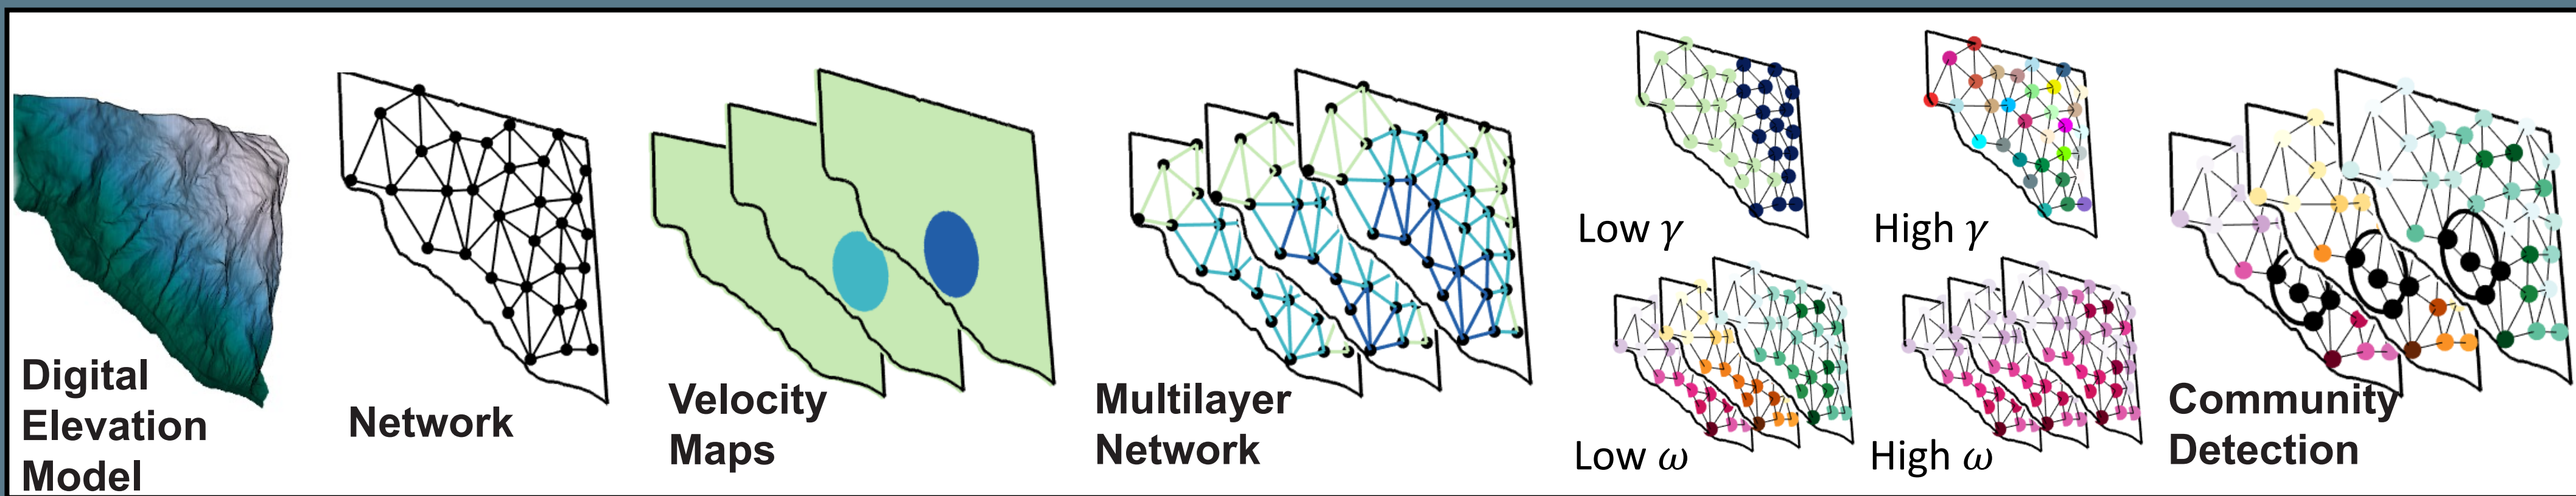 Digital
Elevation
Model
Network
Velocity
Maps
Multilayer
Network
Low γ
High γ
Low ω
High ω
Community
Detection